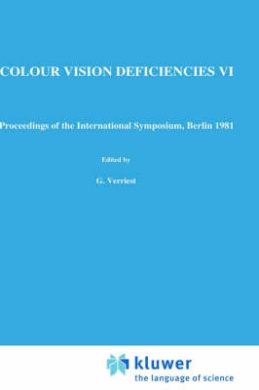 COLOUR VISION DEFICIENCIES VI
Proceedings of the International Symposium, Berlin 1981
Edited by
G. Verriest
kluwer
the language of science